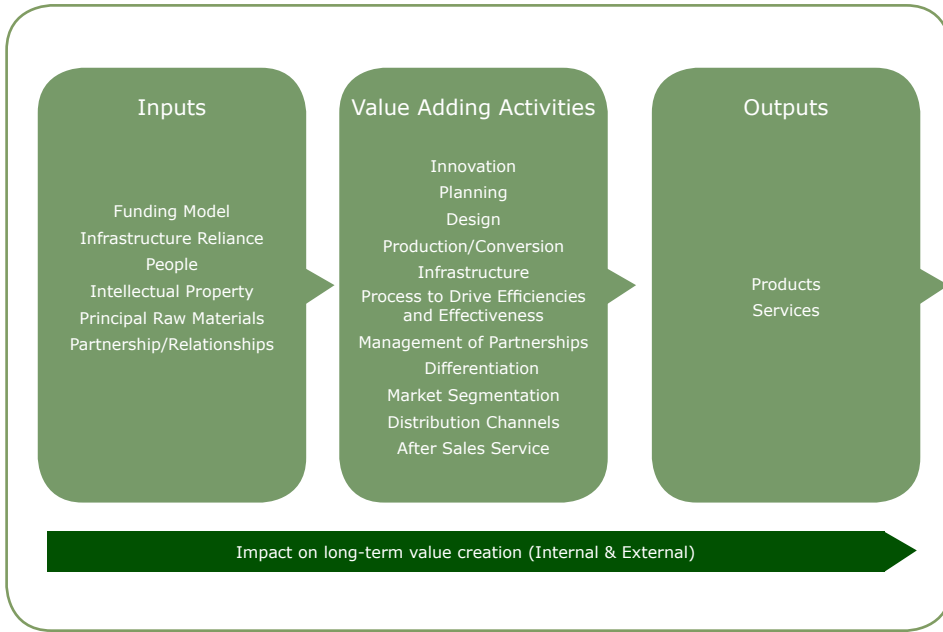 Inputs
Funding Model
Infrastructure Reliance
People
Intellectual Property
Principal Raw Materials
Partnership/Relationships
Value Adding Activities
Innovation
Planning
Design
Production/Conversion
Infrastructure
Process to Drive Efficiencies
and Effectiveness
Management of Partnerships
Differentiation
Market Segmentation
Distribution Channels
After Sales Service
Outputs
Products
Services
Impact on long-term value creation (Internal & External)